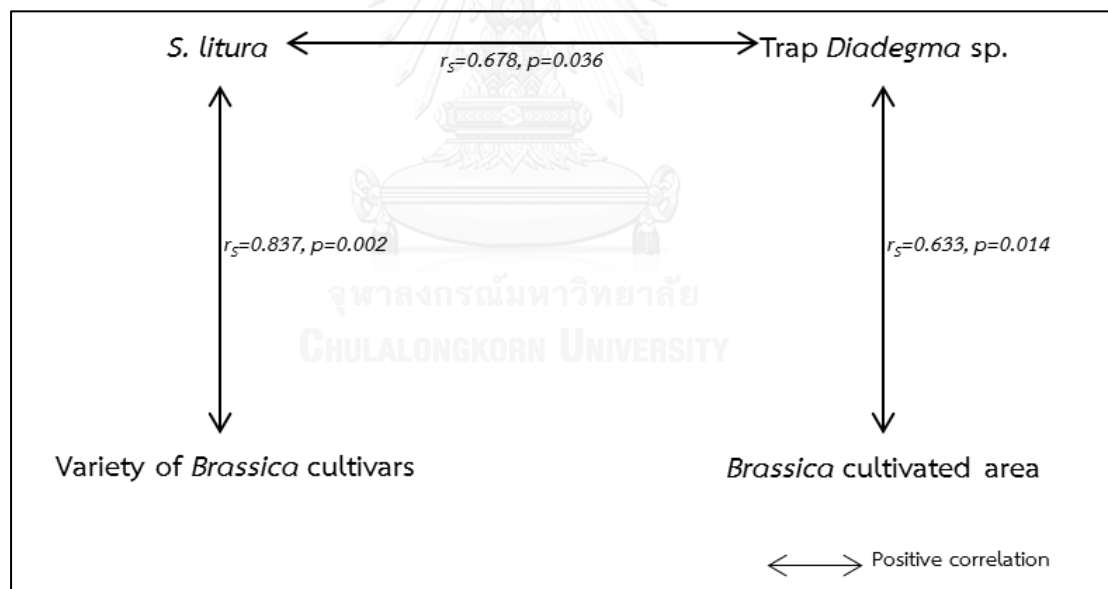 S. litura
Trap Diadegma sp.
rS=0.678, p=0.036
rS=0.837, p=0.002
rS=0.633, p=0.014
จุฬาลงกรณ์มหาวิทยาลัย
CHULALONGKORN UNIVERSITY
Variety of Brassica cultivars
Brassica cultivated area
Positive correlation